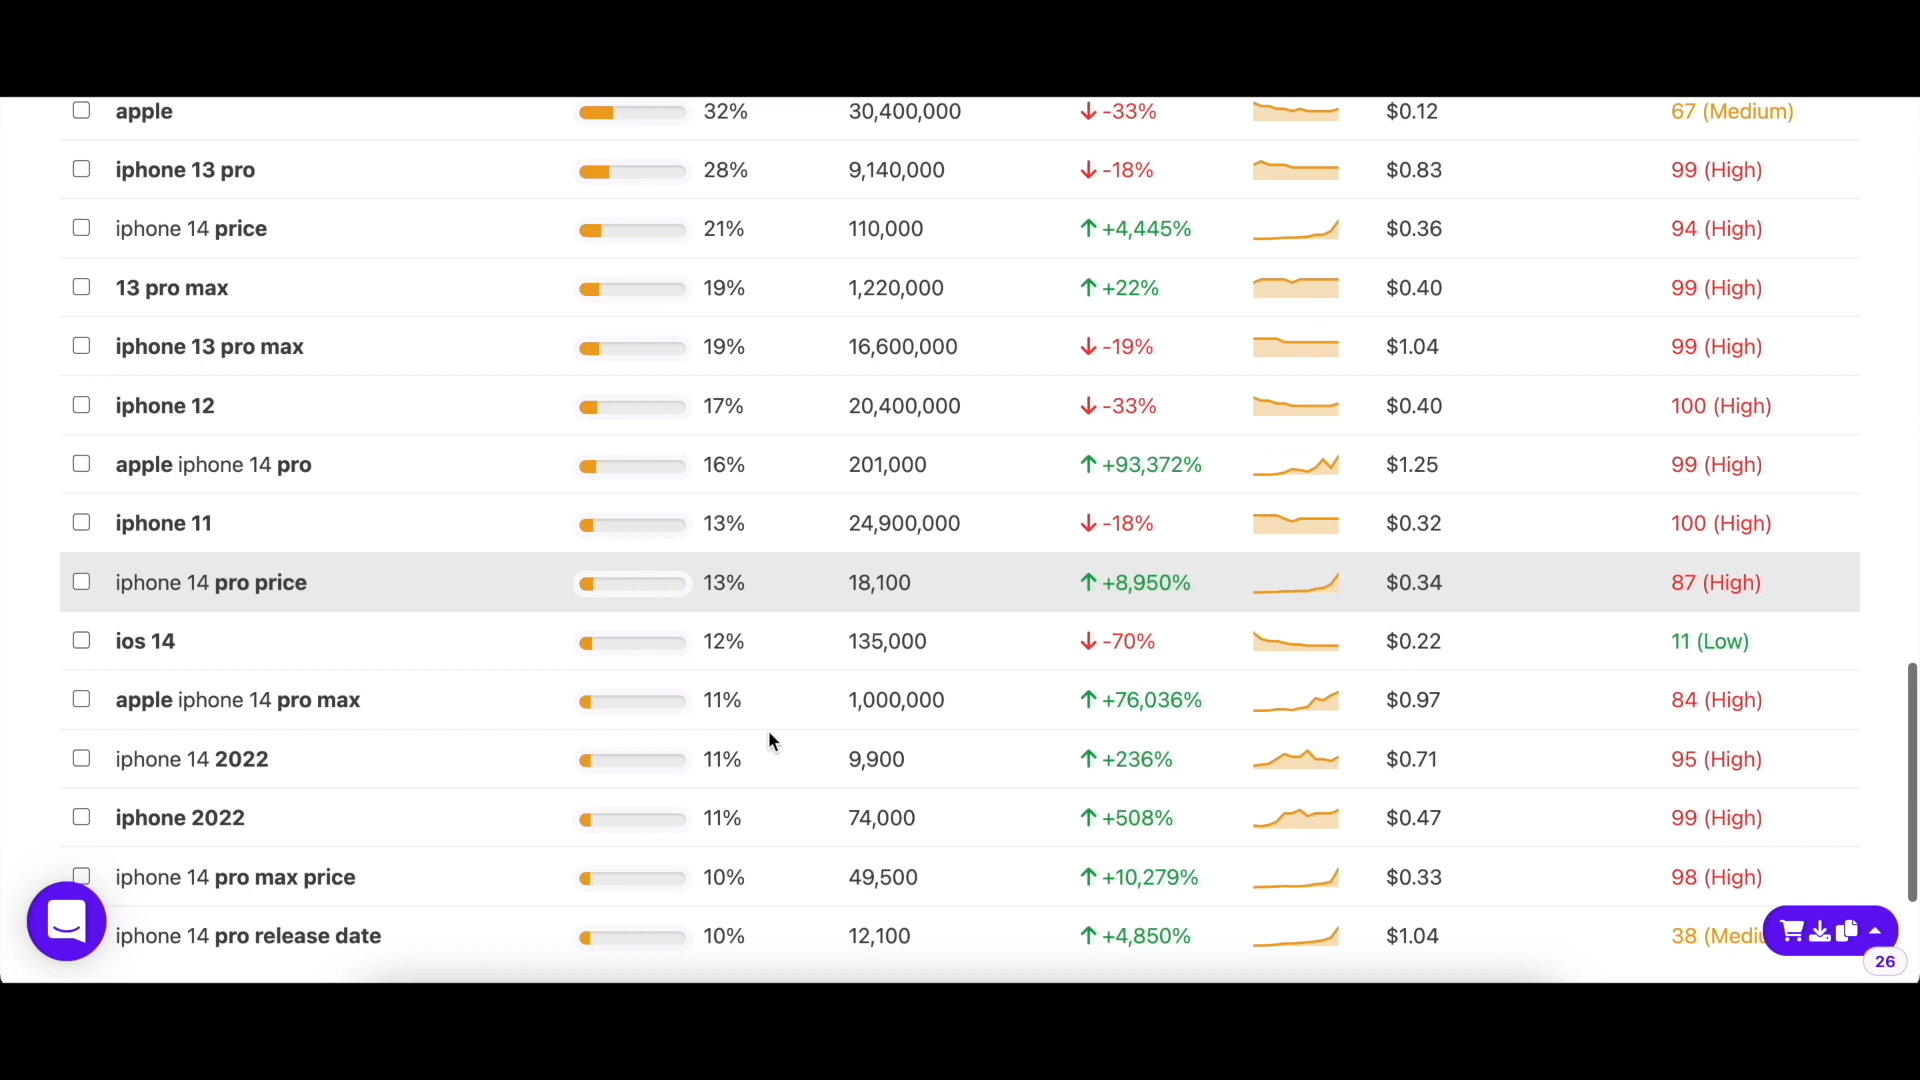 apple 32% 30,400,000 -33% $0.12 67 (Medium)
iphone 13 pro 28% 9,140,000 -18% $0.83 99 (High)
iphone 14 price 21% 110,000 +4,445% $0.36 94 (High)
13 pro max 19% 1,220,000 +22% $0.40 99 (High)
iphone 13 pro max 19% 16,600,000 -19% $1.04 99 (High)
iphone 12 17% 20,400,000 -33% $0.40 100 (High)
apple iphone 14 pro 16% 201,000 +93,372% $1.25 99 (High)
iphone 11 13% 24,900,000 -18% $0.32 100 (High)
iphone 14 pro price 13% 18,100 +8,950% $0.34 87 (High)
ios 14 12% 135,000 -70% $0.22 11 (Low)
apple iphone 14 pro max 11% 1,000,000 +76,036% $0.97 84 (High)
iphone 14 2022 11% 9,900 +236% $0.71 95 (High)
iphone 2022 11% 74,000 +508% $0.47 99 (High)
iphone 14 pro max price 10% 49,500 +10,279% $0.33 98 (High)
iphone 14 pro release date 10% 12,100 +4,850% $1.04 38 (Mediu
26